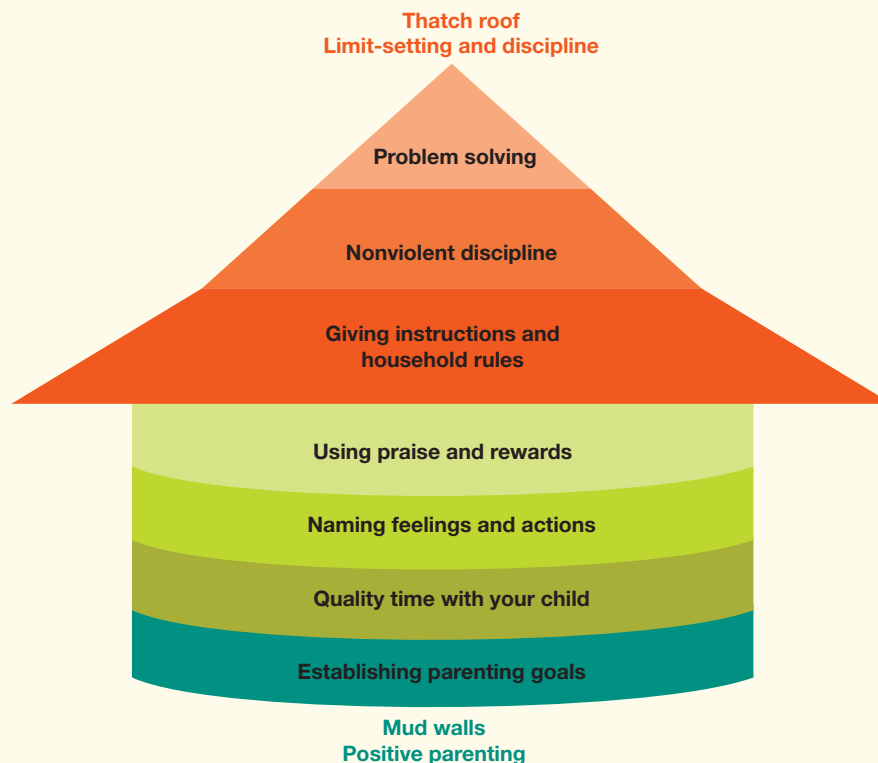 Thatch roof
Limit-setting and discipline
Problem solving
Nonviolent discipline
Giving instructions and
household rules
Using praise and rewards
Naming feelings and actions
Quality time with your child
Establishing parenting goals
Mud walls
Positive parenting